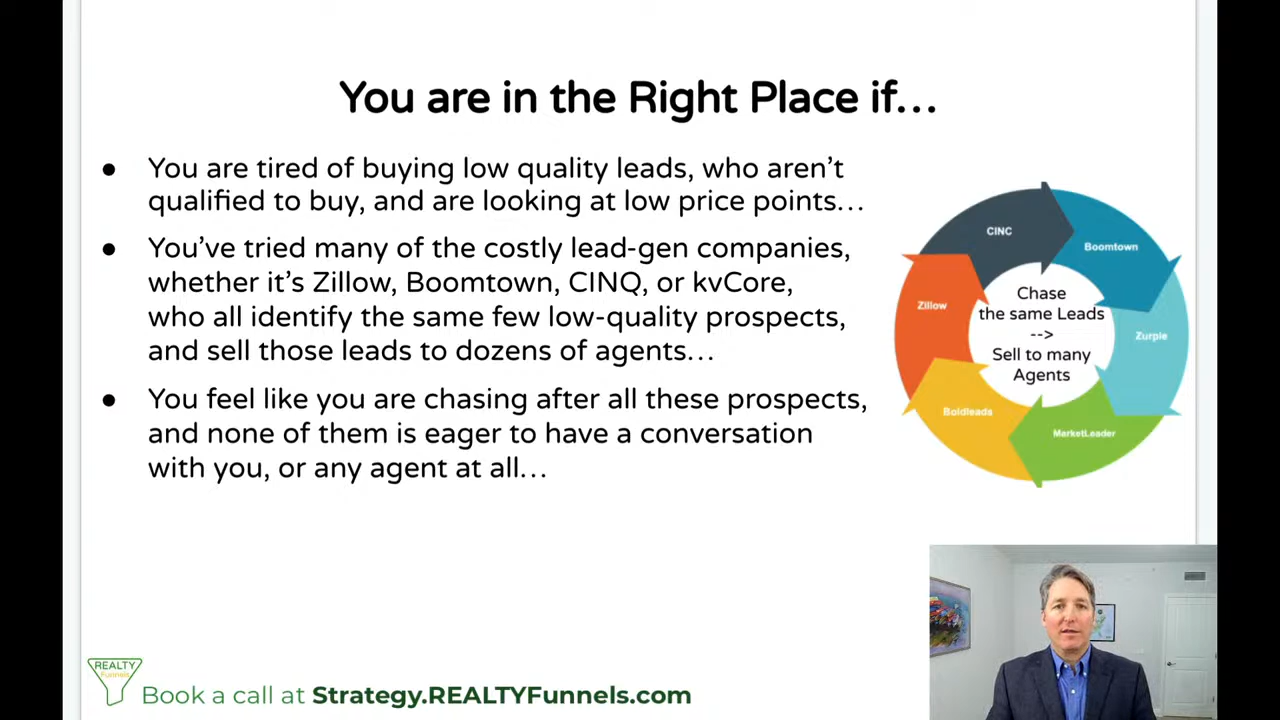 You are in the Right Place if...
● You are tired of buying low quality leads, who aren't
qualified to buy, and are looking at low price points...
● You've tried many of the costly lead-gen companies,
whether it's Zillow, Boomtown, CINQ, or kvCore,
who all identify the same few low-quality prospects,
and sell those leads to dozens of agents...
● You feel like you are chasing after all these prospects,
and none of them is eager to have a conversation
with you, or any agent at all...
CINC
Boomtown
Zurple
MarketLeader
Boldleads
Zillow
Chase
the same Leads
-->
Sell to many
Agents
REALTY
Funnels
Book a call at Strategy.REALTYFunnels.com